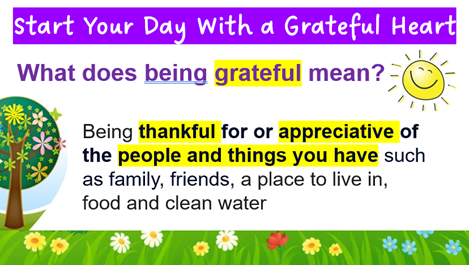 Start Your Day With a Grateful Heart
What does being grateful mean?
Being thankful for or appreciative of
the people and things you have such
as family, friends, a place to live in,
food and clean water